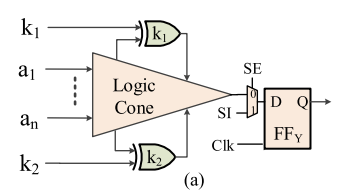 k1
k1
a1
Logic
Cone
SE
0
1
SI
D Q
an
Clk
FFY
k2
k2
(a)